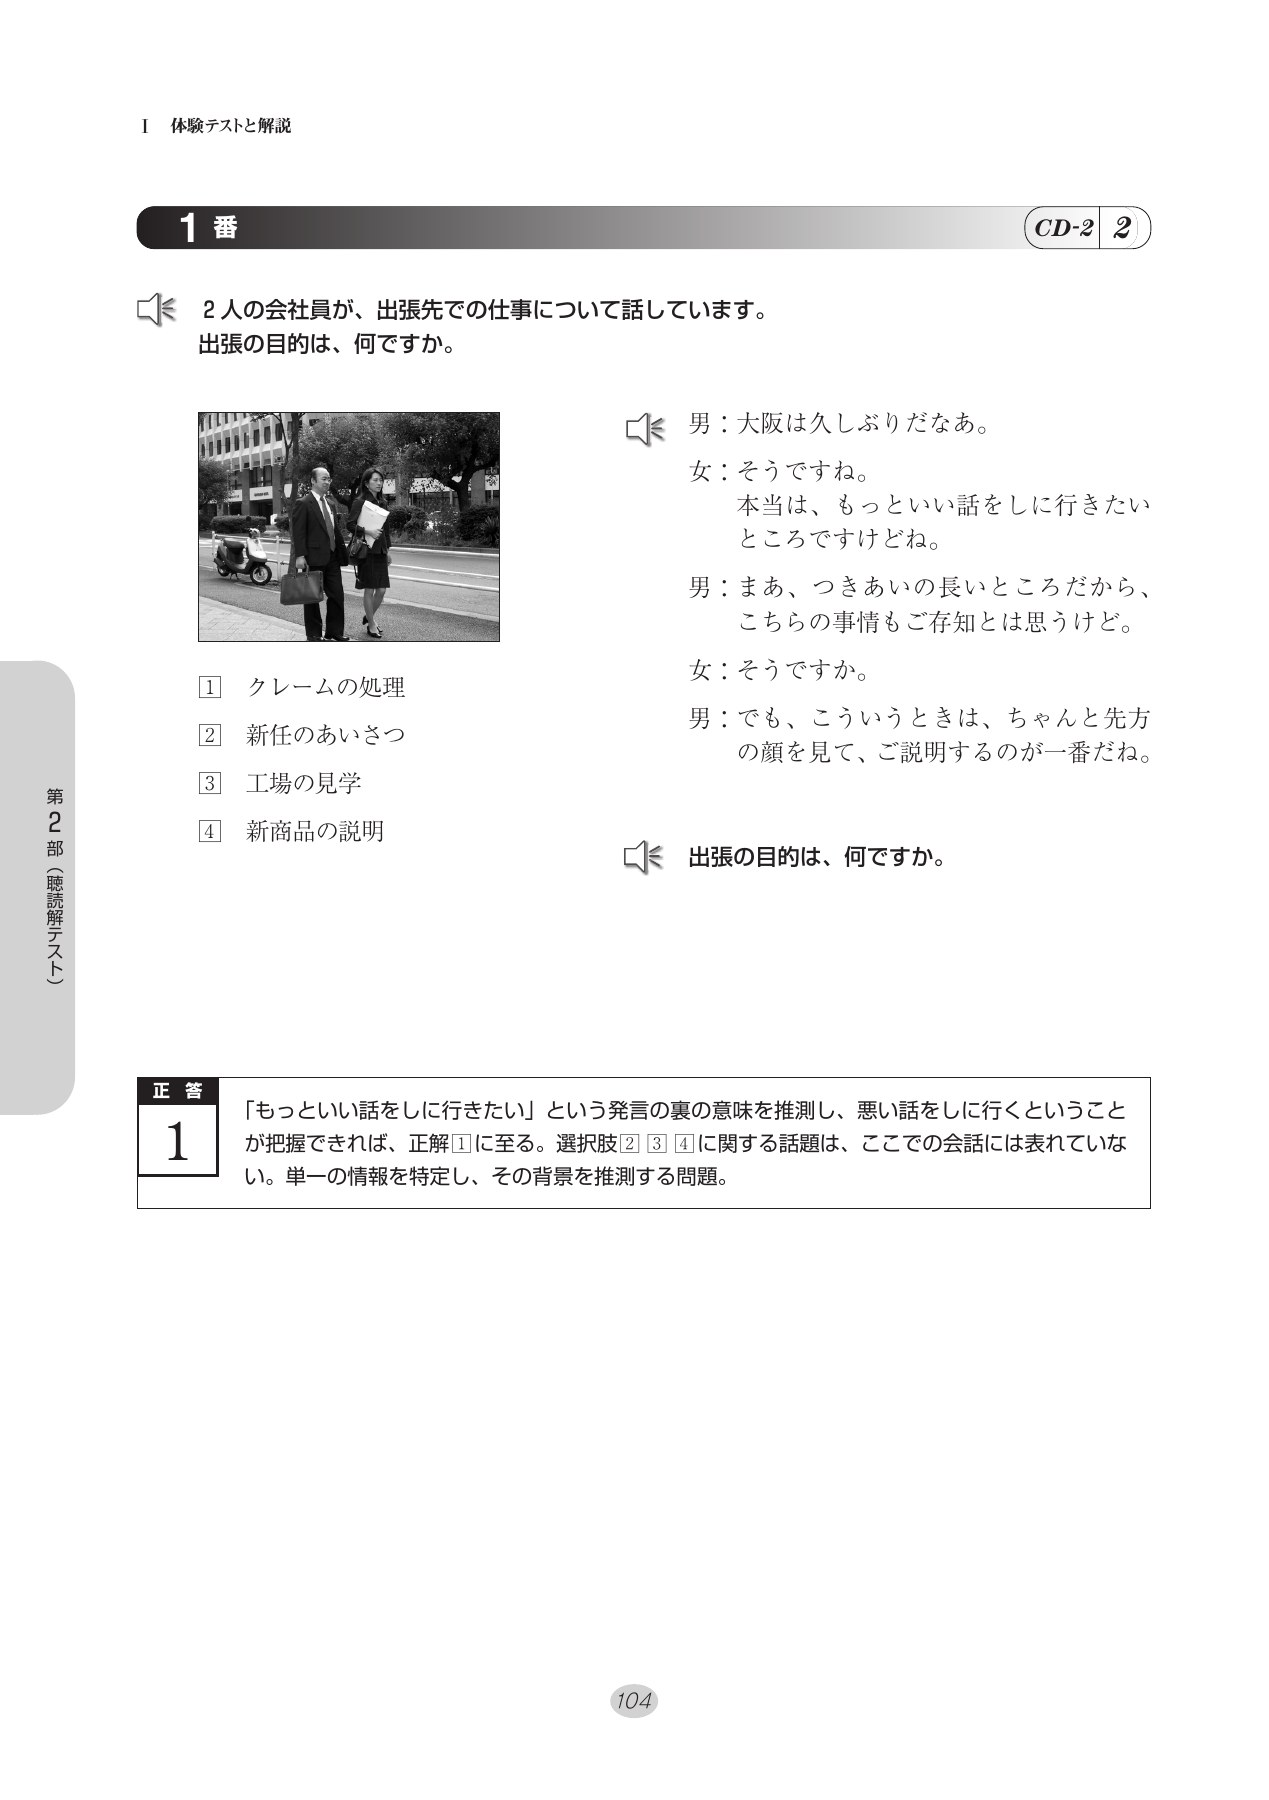 I　体験テストと解説
1 番
CD-2 2
2人の会社員が、出張先での仕事について話しています。
出張の目的は、何ですか。
1　クレームの処理
2　新任のあいさつ
3　工場の見学
4　新商品の説明
男：大阪は久しぶりだなあ。
女：そうですね。
本当は、もっといい話をしに行きたい
ところですけどね。
男：まあ、つきあいの長いところだから、
こちらの事情もご存知とは思うけど。
女：そうですか。
男：でも、こういうときは、ちゃんと先方
の顔を見て、ご説明するのが一番だね。
出張の目的は、何ですか。
第2部（聴読解テスト）
正 答
1
「もっといい話をしに行きたい」という発言の裏の意味を推測し、悪い話をしに行くということ
が把握できれば、正解1に至る。選択肢2 3 4に関する話題は、ここでの会話には表れていな
い。単一の情報を特定し、その背景を推測する問題。
104